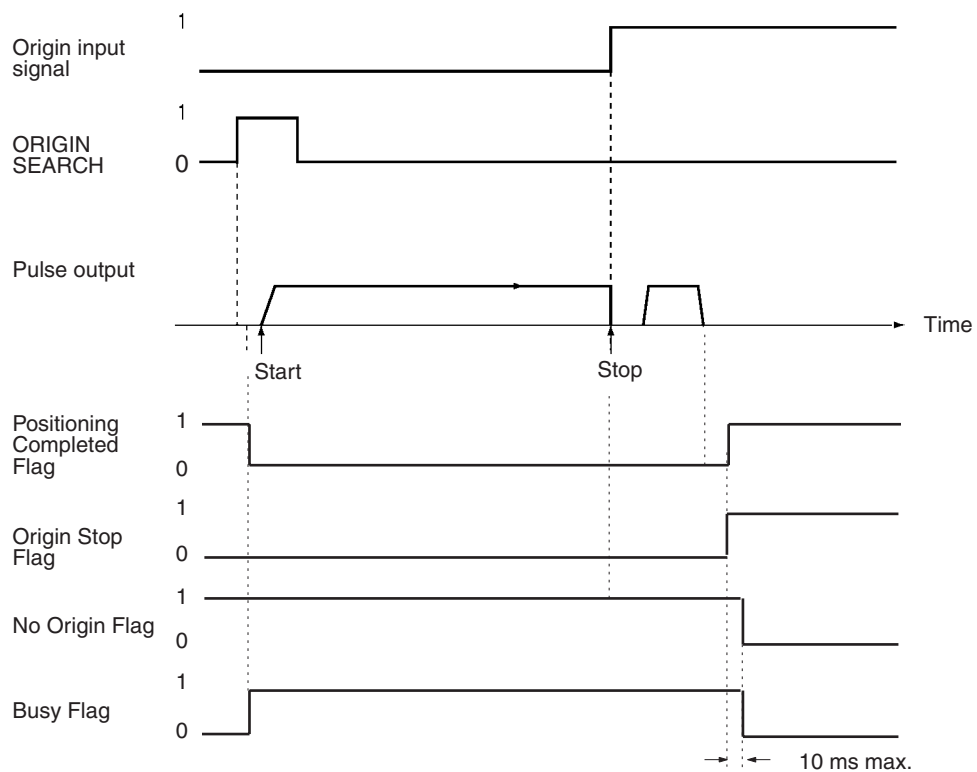 1
Origin input
signal
1
ORIGIN
SEARCH
0
Pulse output
Time
Start
Stop
Positioning
Completed
Flag
1
0
1
Origin Stop
Flag
0
1
No Origin Flag
0
1
Busy Flag
0
10 ms max.